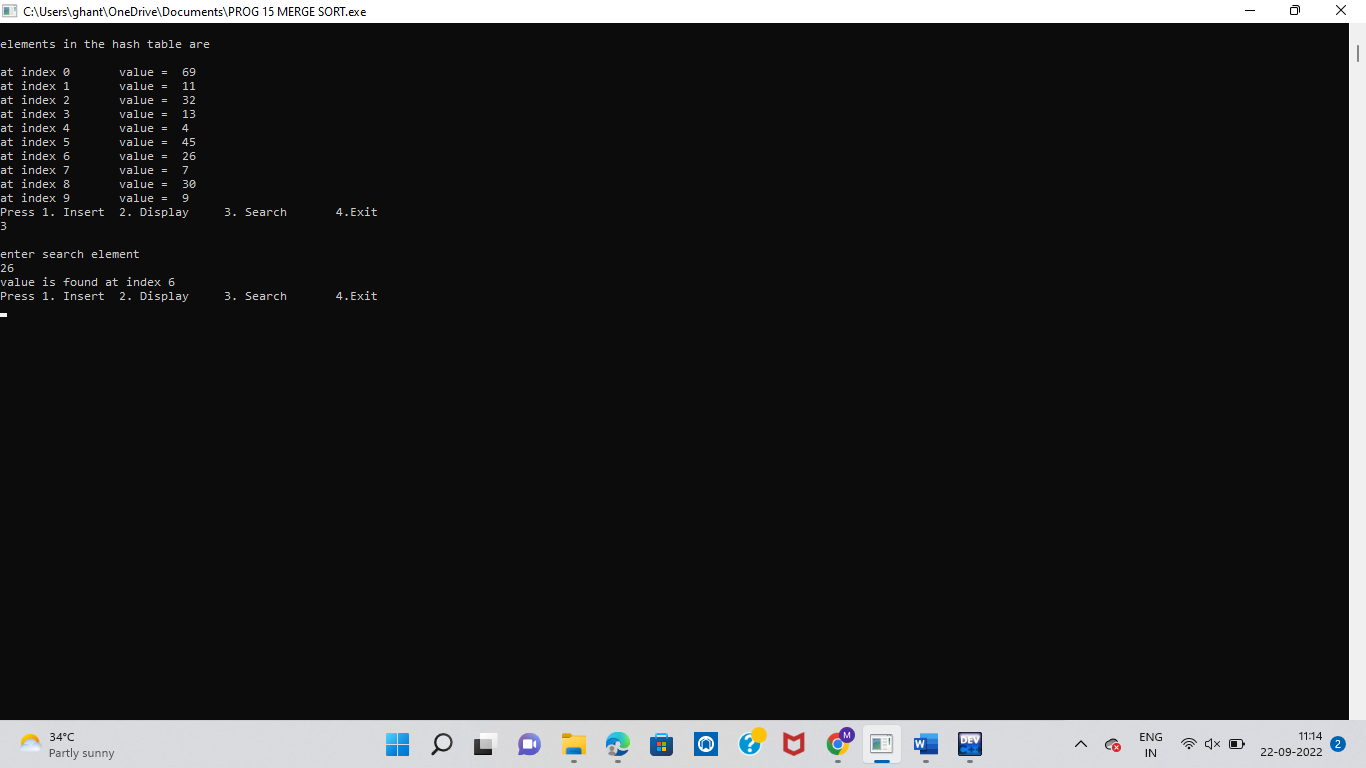 C:\Users\ghant\OneDrive\Documents\PROG 15 MERGE SORT.exe
elements in the hash table are
at index 0 value = 69
at index 1 value = 11
at index 2 value = 32
at index 3 value = 13
at index 4 value = 4
at index 5 value = 45
at index 6 value = 26
at index 7 value = 7
at index 8 value = 30
at index 9 value = 9
Press 1. Insert 2. Display 3. Search 4.Exit
3
enter search element
26
value is found at index 6
Press 1. Insert 2. Display 3. Search 4.Exit
34°C
Partly sunny
M
W
DEV
ENG
IN
11:14
22-09-2022
2